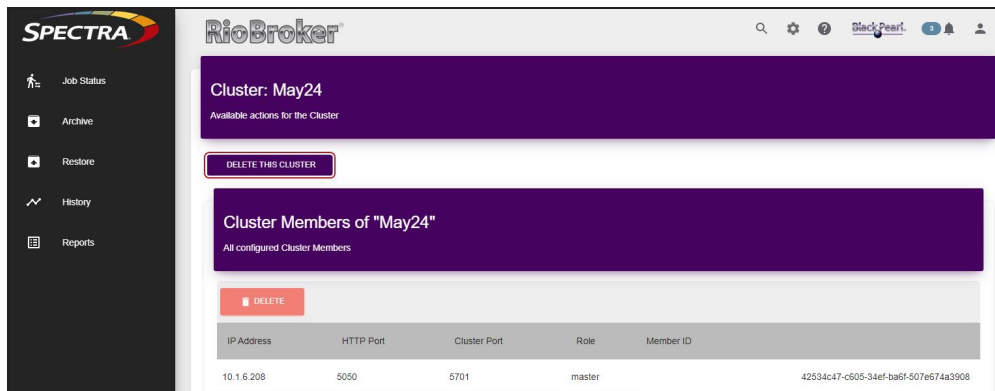 SPECTRA
RioBroker
BlackPearl.
3
Job Status
Archive
Restore
History
Reports
Cluster: May24
Available actions for the Cluster
DELETE THIS CLUSTER
Cluster Members of "May24"
All configured Cluster Members
DELETE
IP Address HTTP Port Cluster Port Role Member ID
10.1.6.208 5050 5701 master 42534c47-c605-34ef-ba6f-507e674a3908